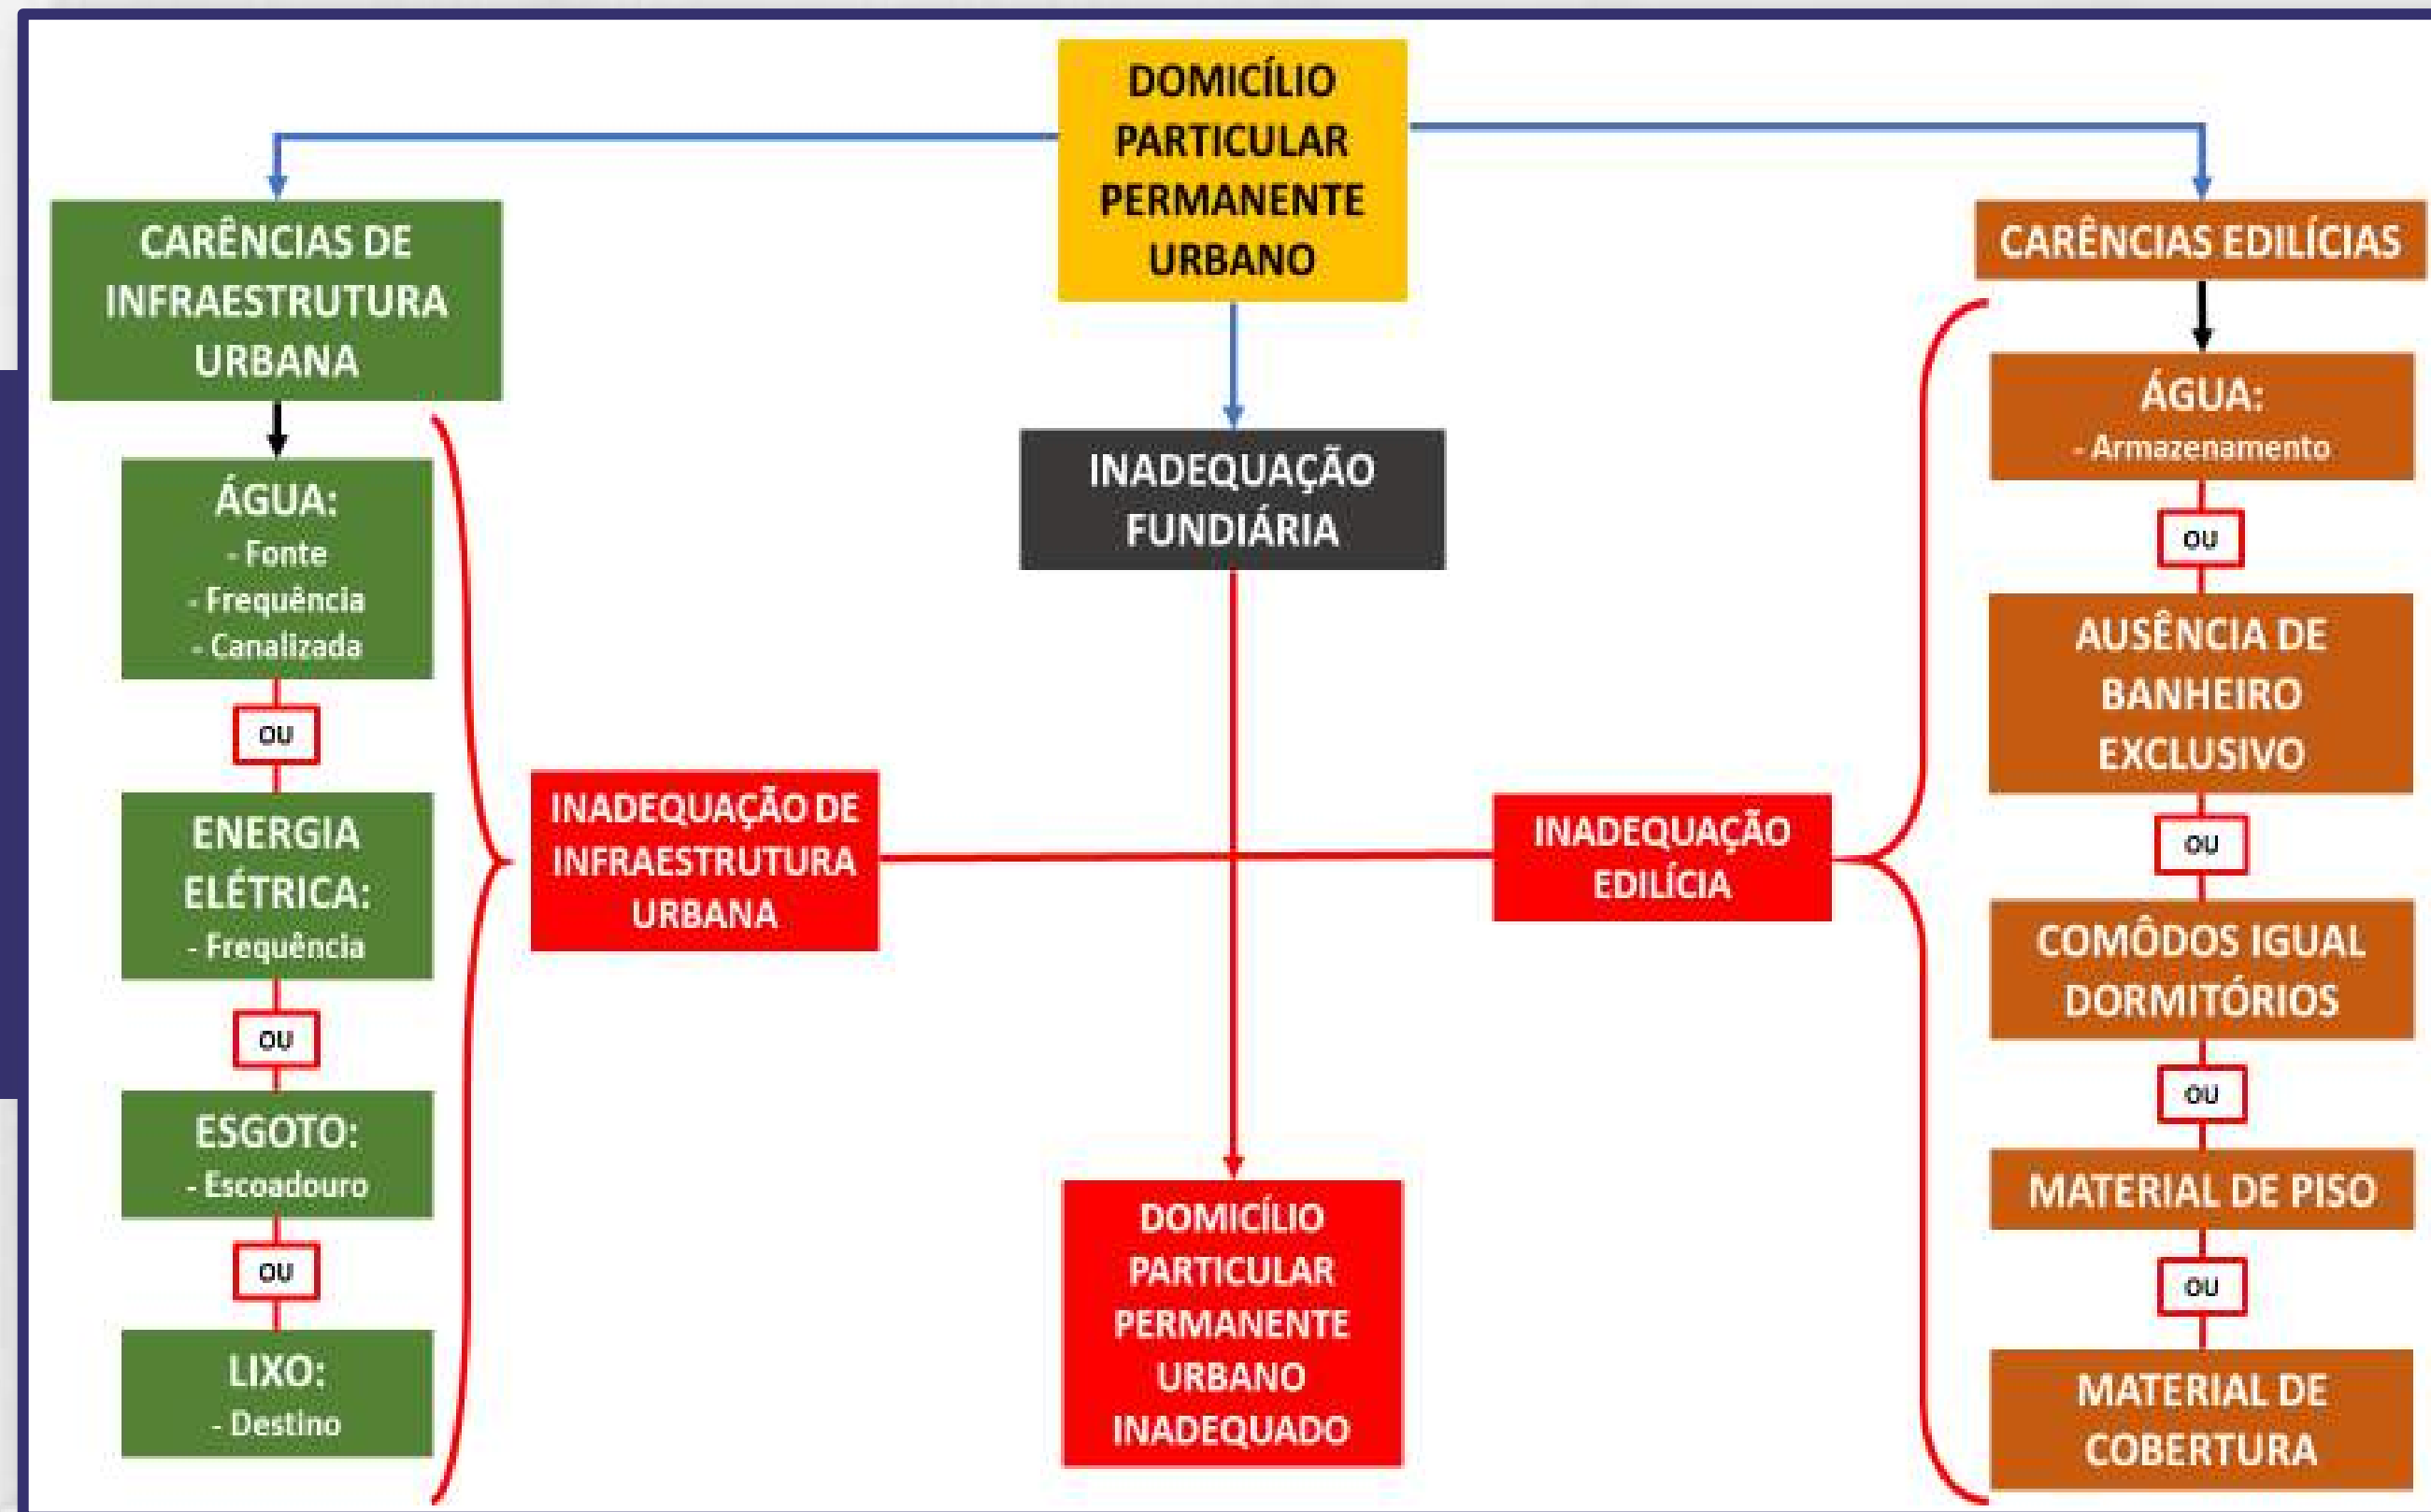 DOMICÍLIO
PARTICULAR
PERMANENTE
URBANO
CARÊNCIAS DE
INFRAESTRUTURA
URBANA
ÁGUA:
- Fonte
- Frequência
- Canalizada
OU
ENERGIA
ELÉTRICA:
- Frequência
OU
ESGOTO:
- Escoadouro
OU
LIXO:
- Destino
INADEQUAÇÃO DE
INFRAESTRUTURA
URBANA
INADEQUAÇÃO
FUNDIÁRIA
DOMICÍLIO
PARTICULAR
PERMANENTE
URBANO
INADEQUADO
INADEQUAÇÃO
EDILÍCIA
CARÊNCIAS EDILÍCIAS
ÁGUA:
- Armazenamento
OU
AUSÊNCIA DE
BANHEIRO
EXCLUSIVO
OU
COMÔDOS IGUAL
DORMITÓRIOS
OU
MATERIAL DE PISO
OU
MATERIAL DE
COBERTURA